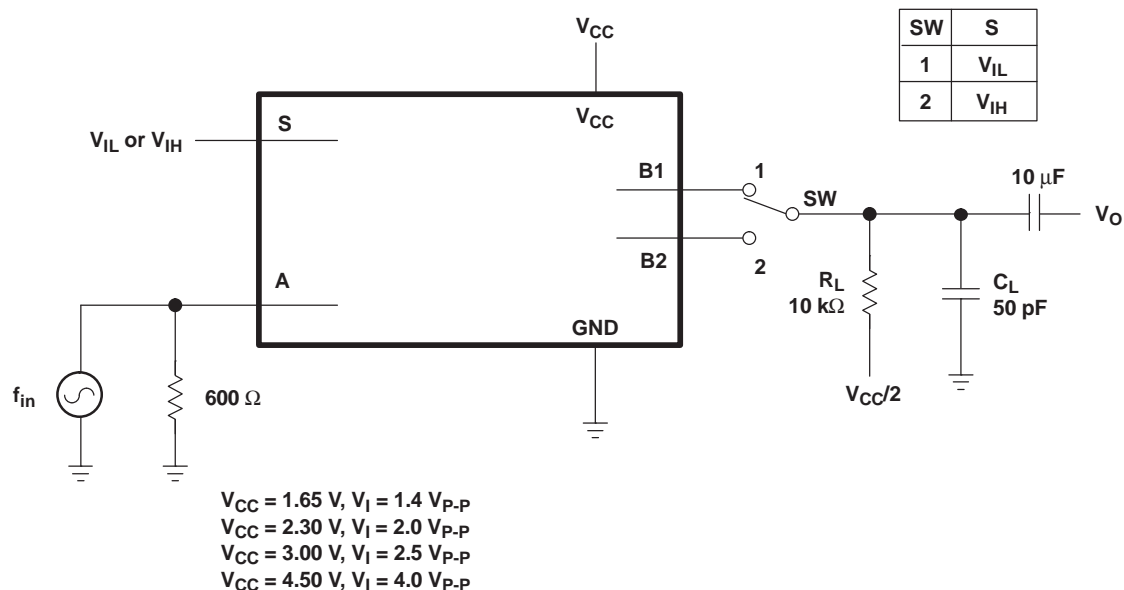 V_CC
SW S
1 V_IL
2 V_IH
V_CC
S
V_IL or V_IH
B1
1
SW
10 μF
V_O
B2
2
A
R_L
10 kΩ
C_L
50 pF
GND
f_in
600 Ω
V_CC/2
V_CC = 1.65 V, V_I = 1.4 V_P-P
V_CC = 2.30 V, V_I = 2.0 V_P-P
V_CC = 3.00 V, V_I = 2.5 V_P-P
V_CC = 4.50 V, V_I = 4.0 V_P-P